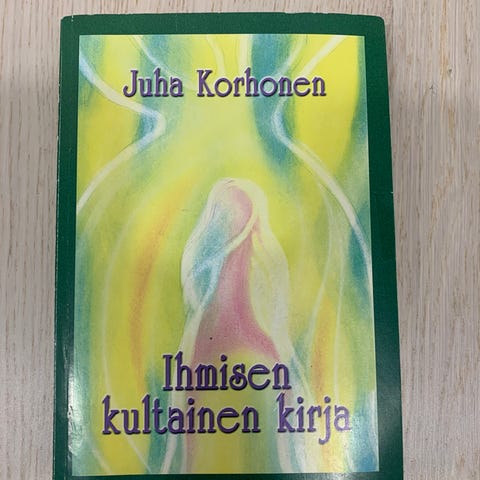 Juha Korhonen
Ihmisen
kultainen kirja